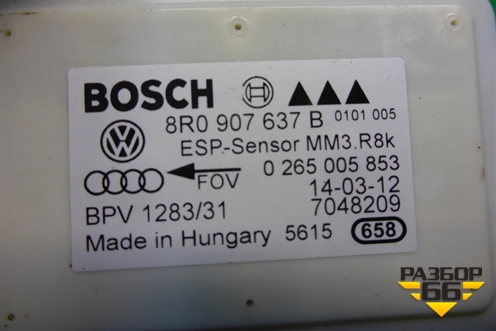 BOSCH
8R0 907 637 B 0101 005
ESP.-Sensor MM3.R8k
FOV 0 265 005 853
14-03-12
BPV 1283/31 7048209
Made in Hungary 5615 658
РАЗБОР
66